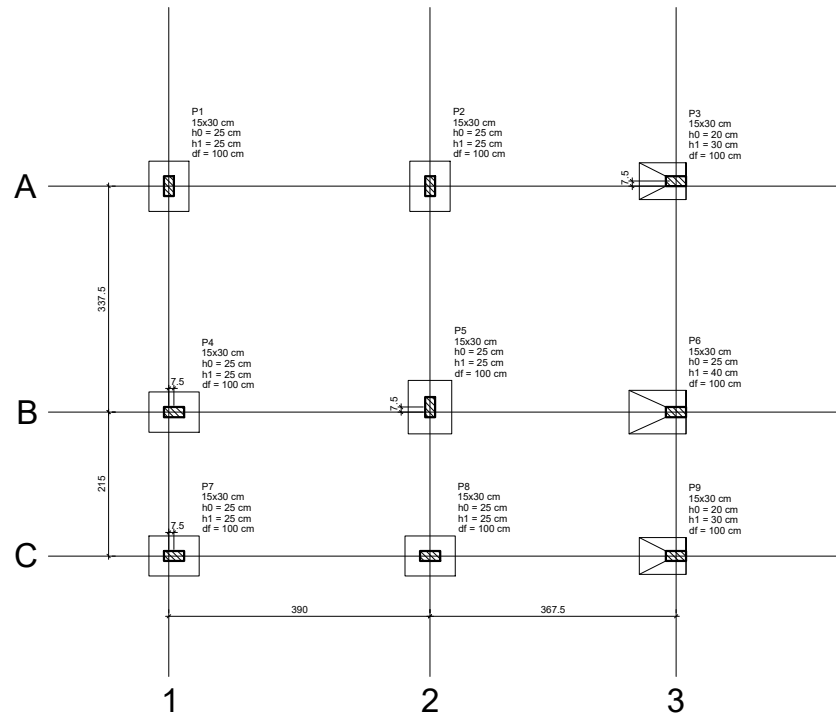 P1
15x30 cm
h0 = 25 cm
h1 = 25 cm
df = 100 cm
P2
15x30 cm
h0 = 25 cm
h1 = 25 cm
df = 100 cm
P3
15x30 cm
h0 = 20 cm
h1 = 30 cm
df = 100 cm
A
7.5
337.5
P4
15x30 cm
h0 = 25 cm
h1 = 25 cm
df = 100 cm
7.5
P5
15x30 cm
h0 = 25 cm
h1 = 25 cm
df = 100 cm
7.5
P6
15x30 cm
h0 = 25 cm
h1 = 40 cm
df = 100 cm
B
215
P7
15x30 cm
h0 = 25 cm
h1 = 25 cm
df = 100 cm
7.5
P8
15x30 cm
h0 = 25 cm
h1 = 25 cm
df = 100 cm
P9
15x30 cm
h0 = 20 cm
h1 = 30 cm
df = 100 cm
C
390
367.5
1
2
3